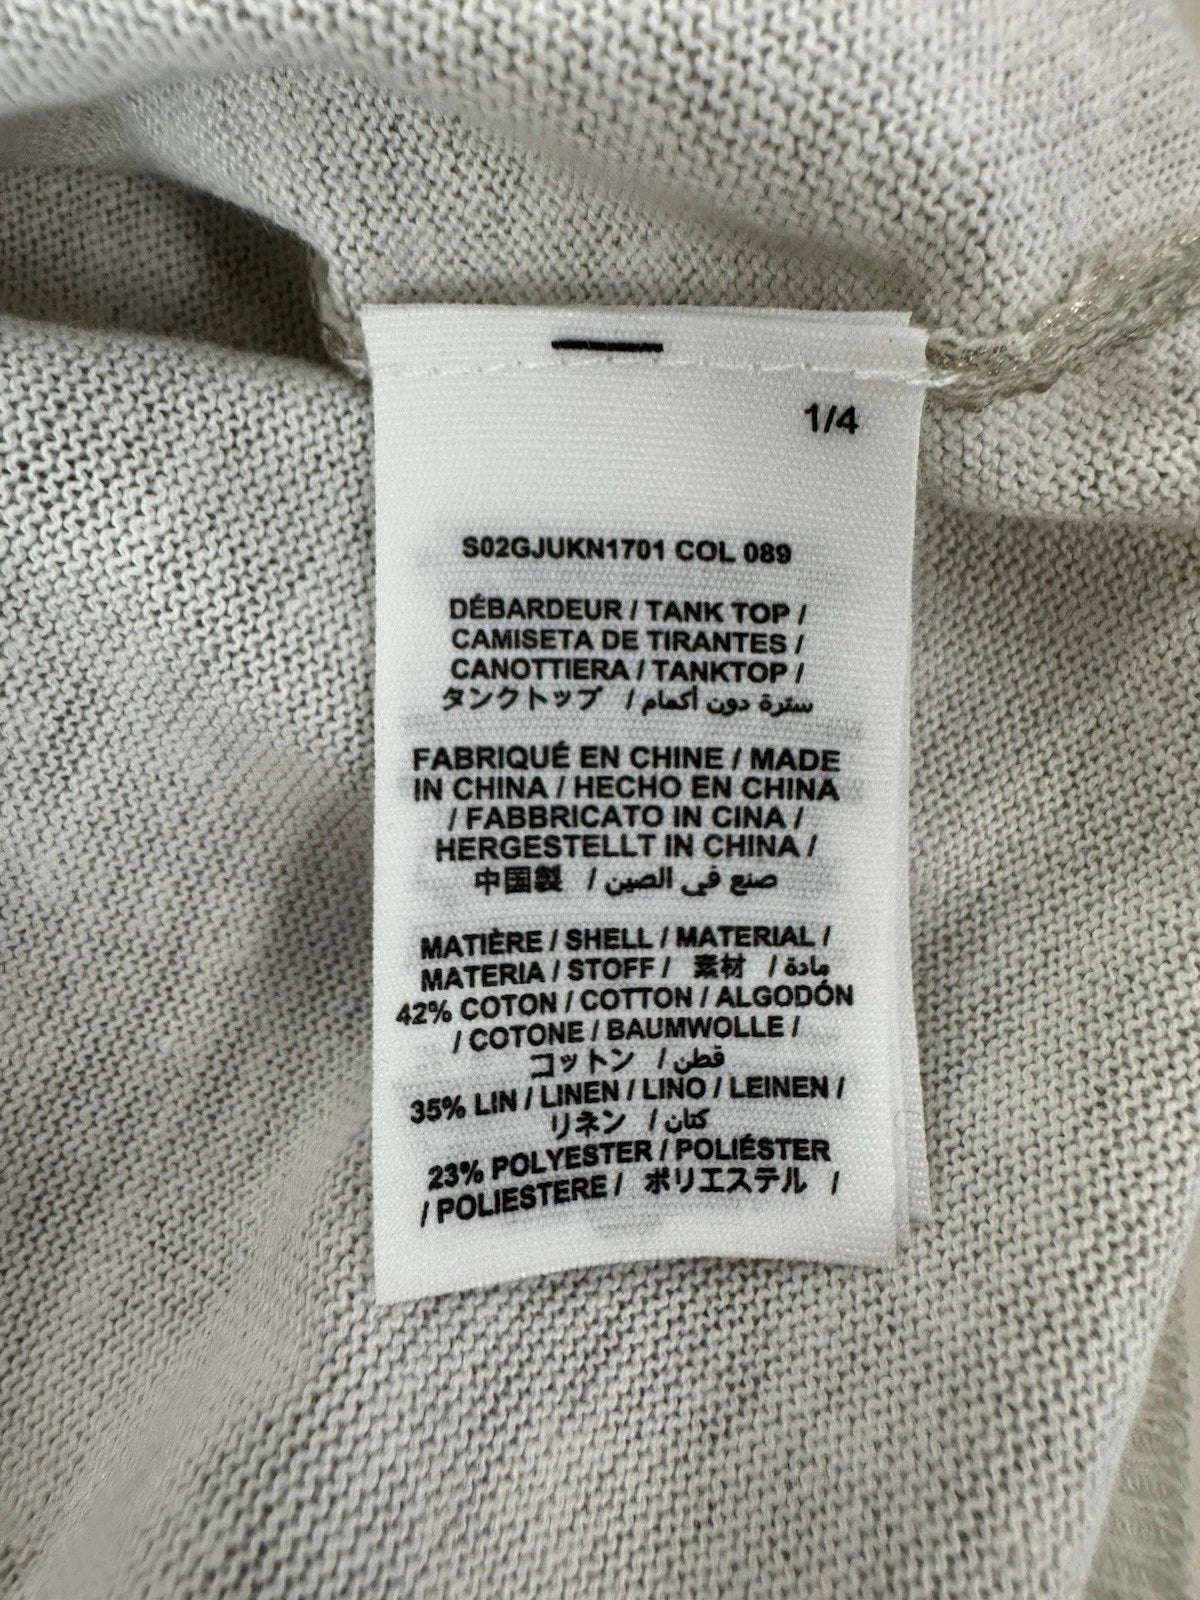 1/4
S02GJUKN1701 COL 089
DÉBARDEUR / TANK TOP /
CAMISETA DE TIRANTES /
CANOTTIERA / TANKTOP /
タンクトップ / سترة دون أكمام
FABRIQUÉ EN CHINE / MADE
IN CHINA / HECHO EN CHINA
/ FABBRICATO IN CINA /
HERGESTELLT IN CHINA /
中国製 / صنع في الصين
MATIÈRE / SHELL / MATERIAL /
MATERIA / STOFF / 素材 / مادة
42% COTON / COTTON / ALGODÓN
/ COTONE / BAUMWOLLE /
コットン / قطن
35% LIN / LINEN / LINO / LEINEN /
リネン / كتان
23% POLYESTER / POLIÉSTER
/ POLIESTERE / ポリエステル /